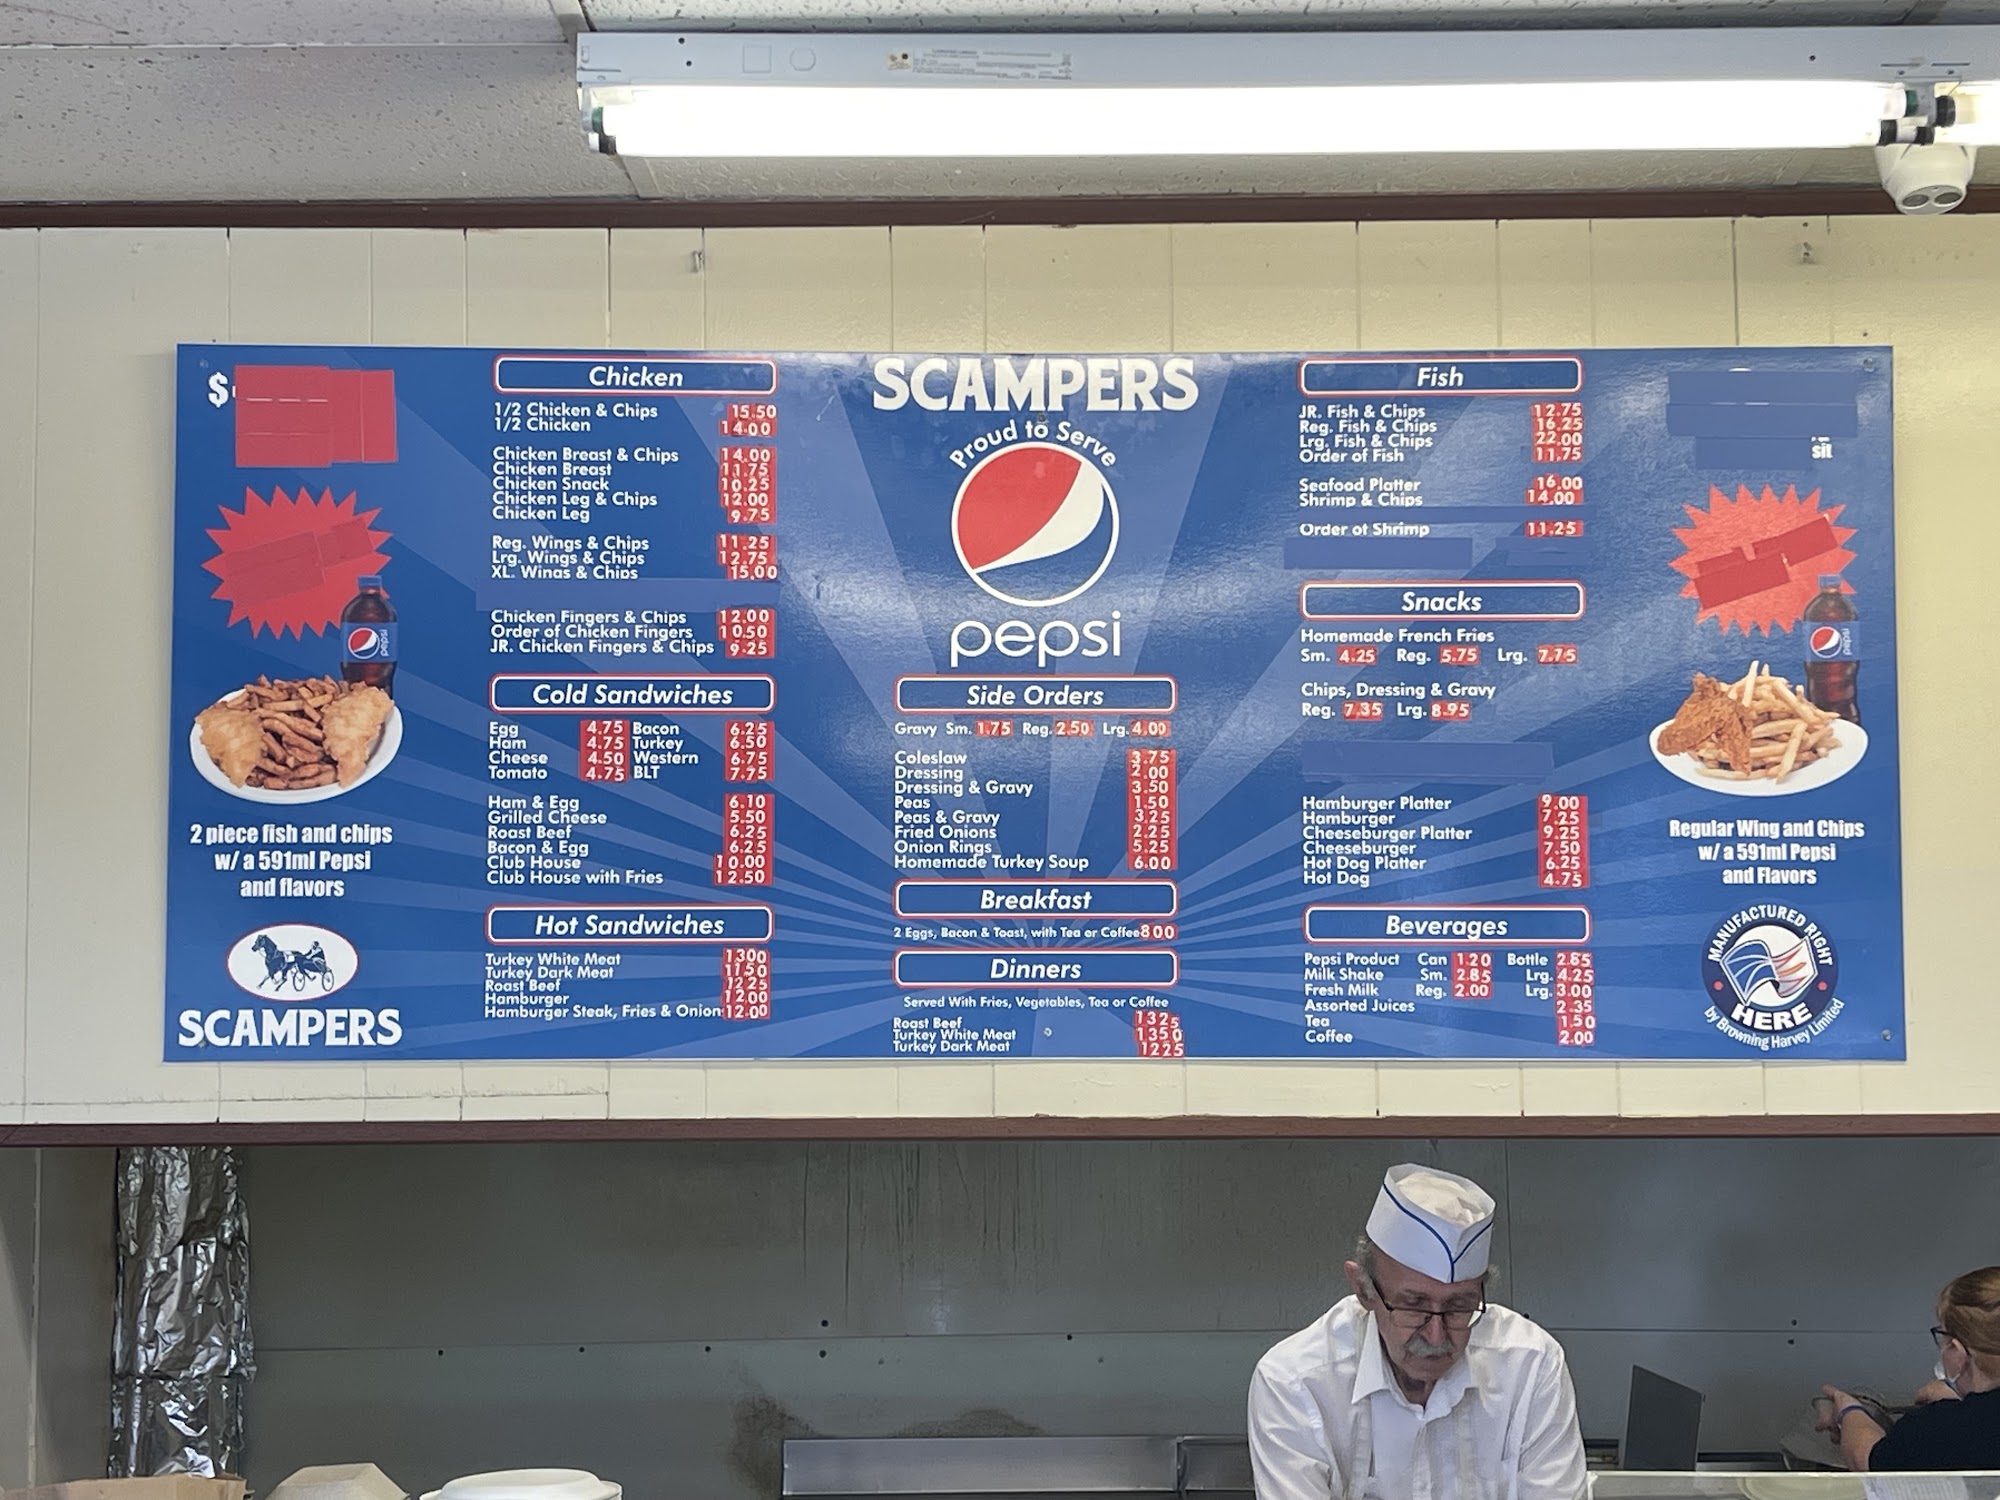 $
2 piece fish and chips
w/ a 591ml Pepsi
and flavors
SCAMPERS
Chicken
1/2 Chicken & Chips 15.50
1/2 Chicken 14.00
Chicken Breast & Chips 14.00
Chicken Breast 11.75
Chicken Snack 10.25
Chicken Leg & Chips 12.00
Chicken Leg 9.75
Reg. Wings & Chips 11.25
Lrg. Wings & Chips 12.75
XL. Wings & Chips 15.00
Chicken Fingers & Chips 12.00
Order of Chicken Fingers 10.50
JR. Chicken Fingers & Chips 9.25
Cold Sandwiches
Egg 4.75 Bacon 6.25
Ham 4.75 Turkey 6.50
Cheese 4.50 Western 6.75
Tomato 4.75 BLT 7.75
Ham & Egg 6.10
Grilled Cheese 5.50
Roast Beef 6.25
Bacon & Egg 6.25
Club House 10.00
Club House with Fries 12.50
Hot Sandwiches
Turkey White Meat 1300
Turkey Dark Meat 1150
Roast Beef 1225
Hamburger 12.00
Hamburger Steak, Fries & Onion 12.00
SCAMPERS
Proud to Serve
pepsi
Side Orders
Gravy Sm. 1.75 Reg. 2.50 Lrg. 4.00
Coleslaw 3.75
Dressing 2.00
Dressing & Gravy 3.50
Peas 1.50
Peas & Gravy 3.25
Fried Onions 2.25
Onion Rings 5.25
Homemade Turkey Soup 6.00
Breakfast
2 Eggs, Bacon & Toast, with Tea or Coffee 800
Dinners
Served With Fries, Vegetables, Tea or Coffee
Roast Beef 1325
Turkey White Meat 1350
Turkey Dark Meat 1225
Fish
JR. Fish & Chips 12.75
Reg. Fish & Chips 16.25
Lrg. Fish & Chips 22.00
Order of Fish 11.75
Seafood Platter 16.00
Shrimp & Chips 14.00
Order of Shrimp 11.25
Snacks
Homemade French Fries
Sm. 4.25 Reg. 5.75 Lrg. 7.75
Chips, Dressing & Gravy
Reg. 7.35 Lrg. 8.95
Hamburger Platter 9.00
Hamburger 7.25
Cheeseburger Platter 9.25
Cheeseburger 7.50
Hot Dog Platter 6.25
Hot Dog 4.75
Beverages
Pepsi Product Can 1.20 Bottle 2.85
Milk Shake Sm. 2.85 Lrg. 4.25
Fresh Milk Reg. 2.00 Lrg. 3.00
Assorted Juices 2.35
Tea 1.50
Coffee 2.00
sit
pepsi
pepsi
Regular Wing and Chips
w/ a 591ml Pepsi
and Flavors
MANUFACTURED RIGHT
HERE
by Browning Harvey Limited